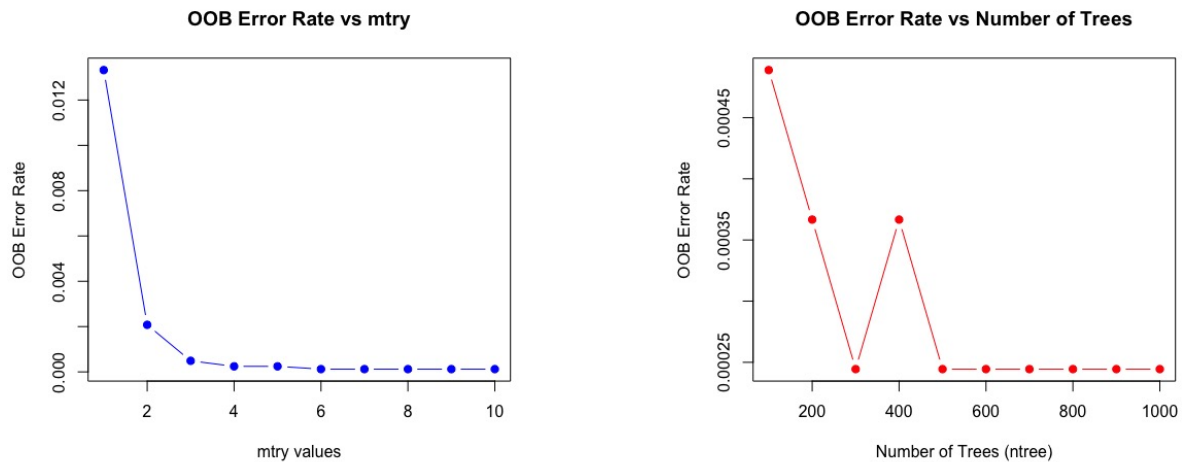 OOB Error Rate vs mtry
OOB Error Rate
0.012
0.008
0.004
0.000
2 4 6 8 10
mtry values
OOB Error Rate vs Number of Trees
OOB Error Rate
0.00045
0.00035
0.00025
200 400 600 800 1000
Number of Trees (ntree)